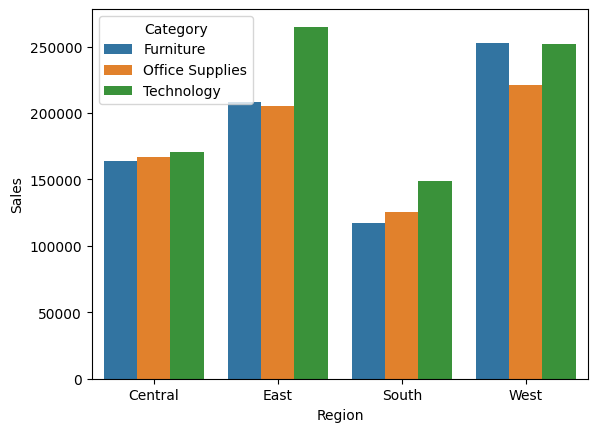 Category
Furniture
Office Supplies
Technology
250000
200000
150000
100000
50000
0
Sales
Central East South West
Region